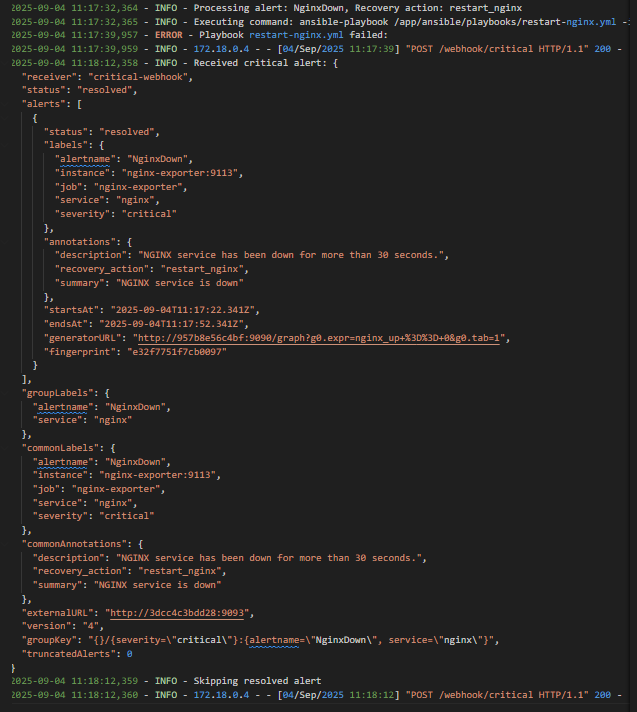 2025-09-04 11:17:32,364 - INFO - Processing alert: NginxDown, Recovery action: restart_nginx
2025-09-04 11:17:32,365 - INFO - Executing command: ansible-playbook /app/ansible/playbooks/restart-nginx.yml -
2025-09-04 11:17:39,957 - ERROR - Playbook restart-nginx.yml failed:
2025-09-04 11:17:39,959 - INFO - 172.18.0.4 - - [04/Sep/2025 11:17:39] "POST /webhook/critical HTTP/1.1" 200 -
2025-09-04 11:18:12,358 - INFO - Received critical alert: {
  "receiver": "critical-webhook",
  "status": "resolved",
  "alerts": [
    {
      "status": "resolved",
      "labels": {
        "alertname": "NginxDown",
        "instance": "nginx-exporter:9113",
        "job": "nginx-exporter",
        "service": "nginx",
        "severity": "critical"
      },
      "annotations": {
        "description": "NGINX service has been down for more than 30 seconds.",
        "recovery_action": "restart_nginx",
        "summary": "NGINX service is down"
      },
      "startsAt": "2025-09-04T11:17:22.341Z",
      "endsAt": "2025-09-04T11:17:52.341Z",
      "generatorURL": "http://957b8e56c4bf:9090/graph?g0.expr=nginx_up+%3D%3D+0&g0.tab=1",
      "fingerprint": "e32f7751f7cb0097"
    }
  ],
  "groupLabels": {
    "alertname": "NginxDown",
    "service": "nginx"
  },
  "commonLabels": {
    "alertname": "NginxDown",
    "instance": "nginx-exporter:9113",
    "job": "nginx-exporter",
    "service": "nginx",
    "severity": "critical"
  },
  "commonAnnotations": {
    "description": "NGINX service has been down for more than 30 seconds.",
    "recovery_action": "restart_nginx",
    "summary": "NGINX service is down"
  },
  "externalURL": "http://3dcc4c3bdd28:9093",
  "version": "4",
  "groupKey": "{}/{severity=\"critical\"}:{alertname=\"NginxDown\", service=\"nginx\"}",
  "truncatedAlerts": 0
}
2025-09-04 11:18:12,359 - INFO - Skipping resolved alert
2025-09-04 11:18:12,360 - INFO - 172.18.0.4 - - [04/Sep/2025 11:18:12] "POST /webhook/critical HTTP/1.1" 200 -